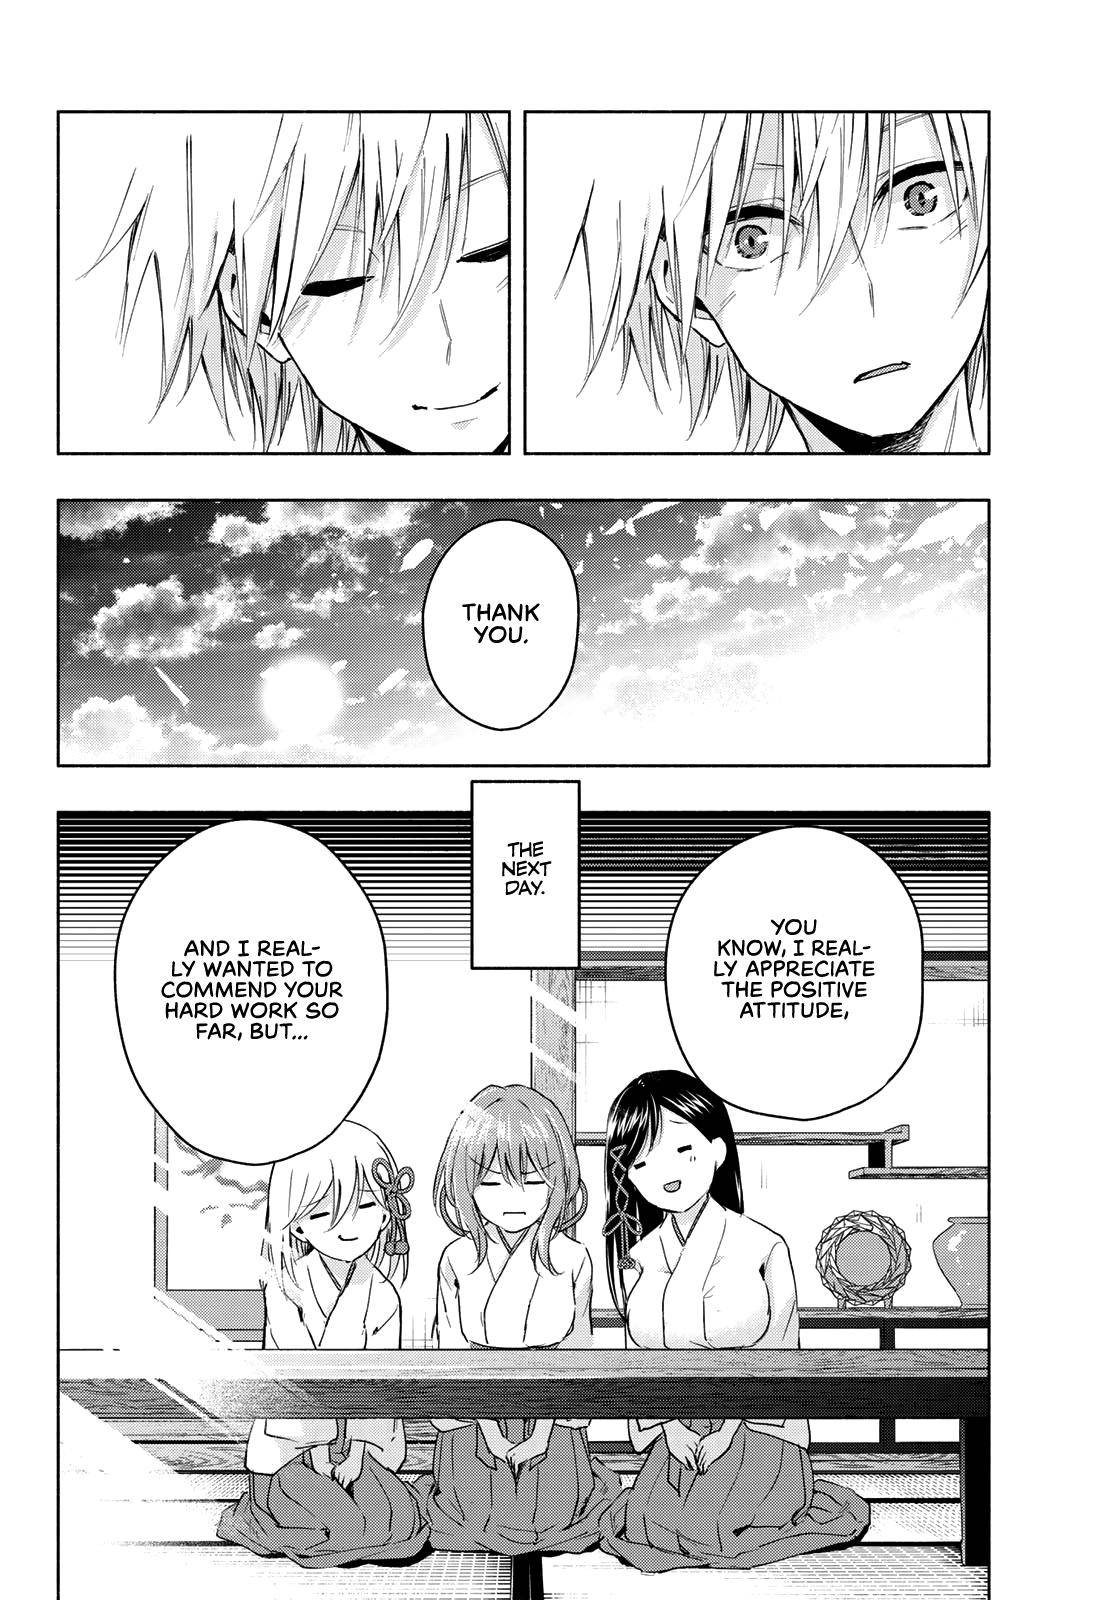 THANK
YOU.
THE
NEXT
DAY.
YOU
KNOW, I REAL-
LY APPRECIATE
THE POSITIVE
ATTITUDE,
AND I REAL-
LY WANTED TO
COMMEND YOUR
HARD WORK SO
FAR, BUT...